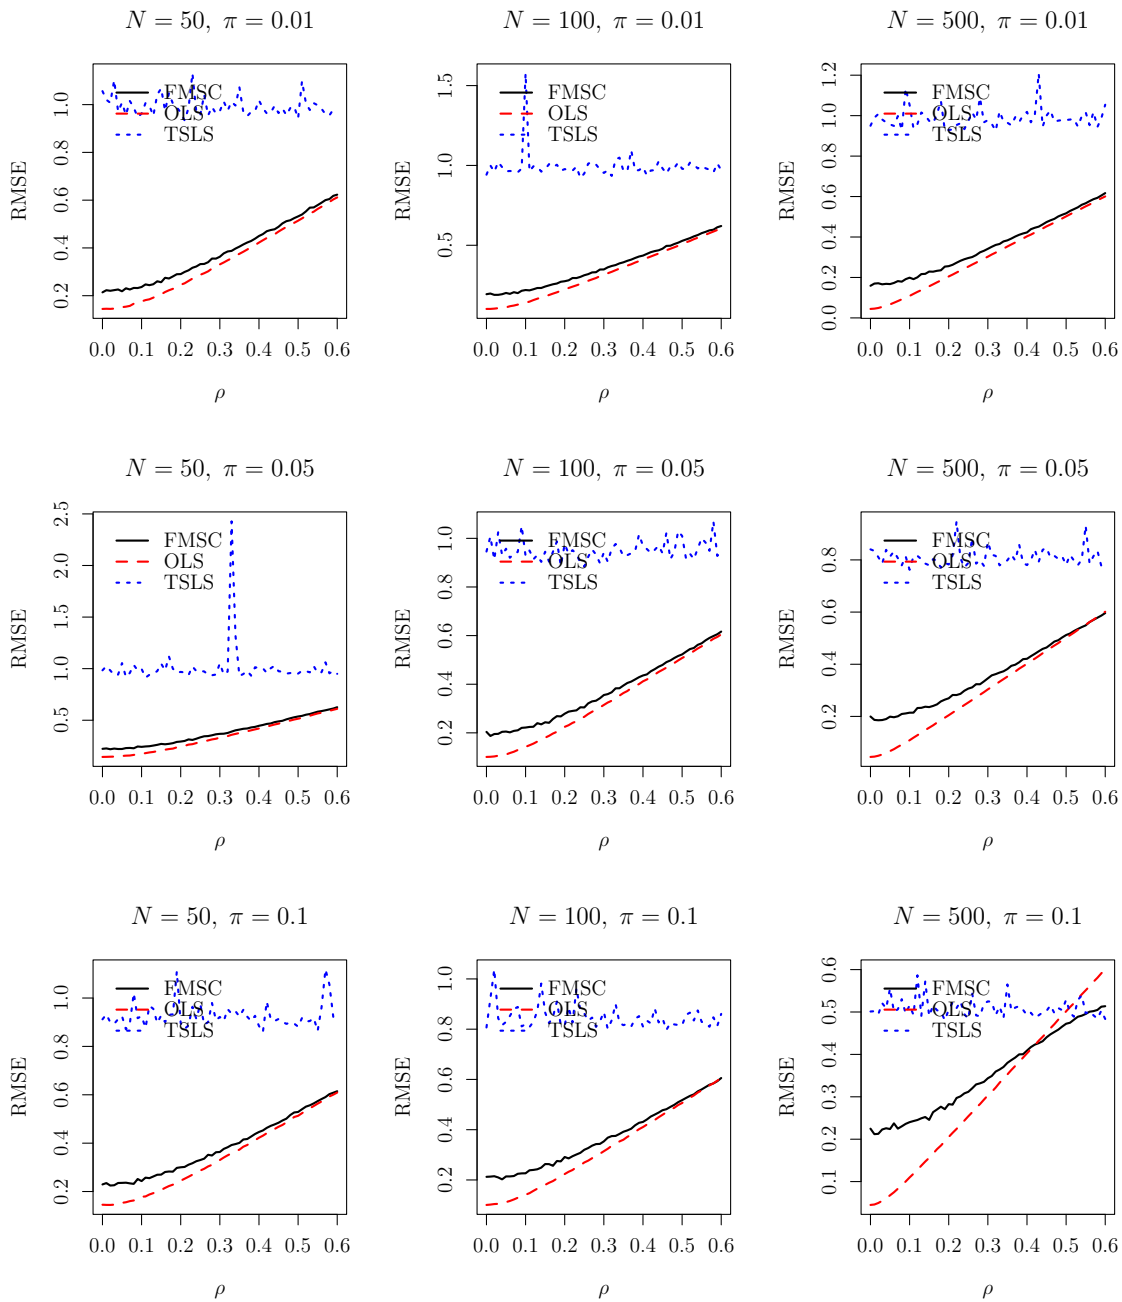 N = 50, π = 0.01
RMSE
0.2 0.4 0.6 0.8 1.0
FMSC
OLS
TSLS
0.0 0.1 0.2 0.3 0.4 0.5 0.6
ρ
N = 100, π = 0.01
RMSE
0.5 1.0 1.5
FMSC
OLS
TSLS
0.0 0.1 0.2 0.3 0.4 0.5 0.6
ρ
N = 500, π = 0.01
RMSE
0.0 0.2 0.4 0.6 0.8 1.0 1.2
FMSC
OLS
TSLS
0.0 0.1 0.2 0.3 0.4 0.5 0.6
ρ
N = 50, π = 0.05
RMSE
0.5 1.0 1.5 2.0 2.5
FMSC
OLS
TSLS
0.0 0.1 0.2 0.3 0.4 0.5 0.6
ρ
N = 100, π = 0.05
RMSE
0.2 0.4 0.6 0.8 1.0
FMSC
OLS
TSLS
0.0 0.1 0.2 0.3 0.4 0.5 0.6
ρ
N = 500, π = 0.05
RMSE
0.2 0.4 0.6 0.8
FMSC
OLS
TSLS
0.0 0.1 0.2 0.3 0.4 0.5 0.6
ρ
N = 50, π = 0.1
RMSE
0.2 0.4 0.6 0.8 1.0
FMSC
OLS
TSLS
0.0 0.1 0.2 0.3 0.4 0.5 0.6
ρ
N = 100, π = 0.1
RMSE
0.2 0.4 0.6 0.8 1.0
FMSC
OLS
TSLS
0.0 0.1 0.2 0.3 0.4 0.5 0.6
ρ
N = 500, π = 0.1
RMSE
0.1 0.2 0.3 0.4 0.5 0.6
FMSC
OLS
TSLS
0.0 0.1 0.2 0.3 0.4 0.5 0.6
ρ